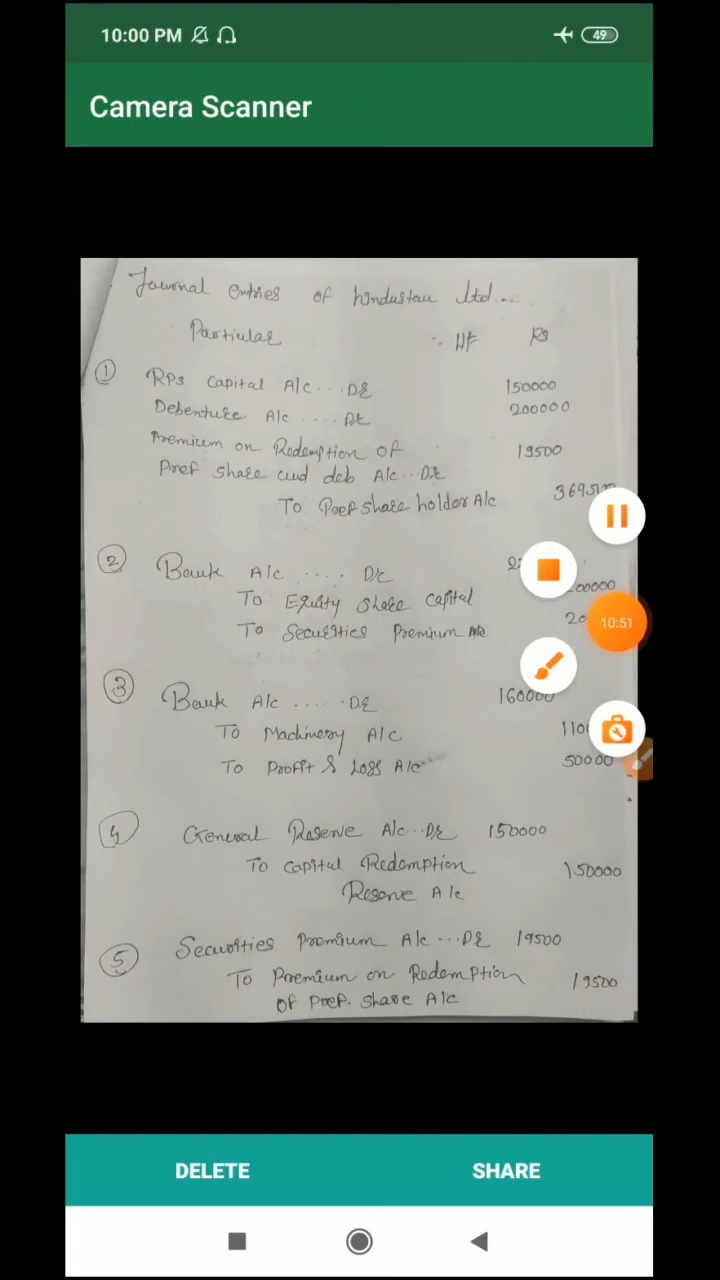 10:00 PM 49
Camera Scanner
Journal entries of hindustan ltd...
Particular Rs
① RPs capital A/c ... Dr 150000
Debenture A/c ..... Dr 200000
Premium on Redemption of 19500
Pref share and deb A/c... Dr
To Pref share holder A/c
② Bank A/c .... Dr
To Equity share capital
To Securities Premium A/c
③ Bank A/c ..... Dr 160000
To Machinery A/c
To Profit & Loss A/c 50000
④ General Reserve A/c... Dr 150000
To capital Redemption 150000
Reserve A/c
⑤ Securities Premium A/c ... Dr 19500
To Premium on Redemption 19500
of pref. share A/c
10:51
DELETE SHARE